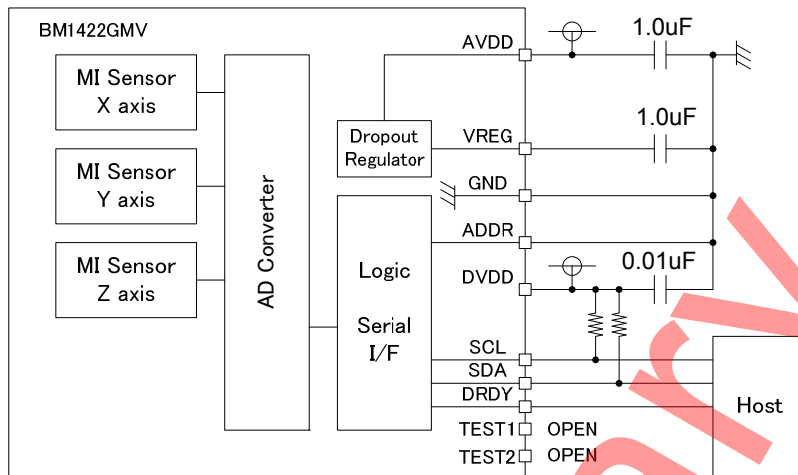 BM1422GMV
MI Sensor
X axis
MI Sensor
Y axis
MI Sensor
Z axis
AD Converter
Dropout
Regulator
Logic
Serial
I/F
AVDD
VREG
GND
ADDR
DVDD
SCL
SDA
DRDY
TEST1
OPEN
TEST2
OPEN
1.0uF
1.0uF
0.01uF
Host